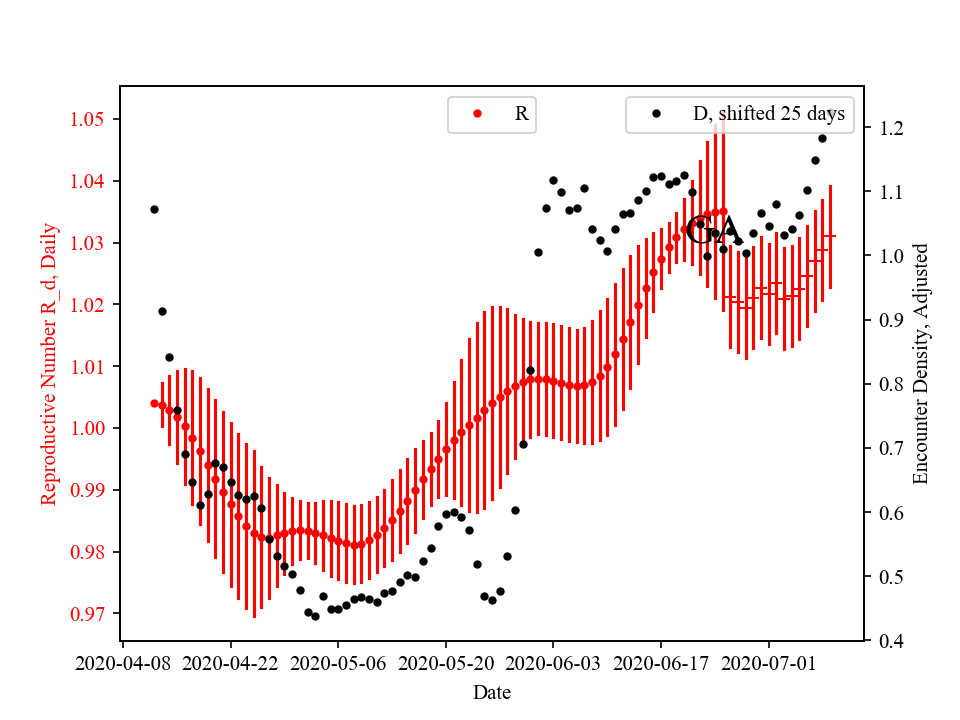 R
D, shifted 25 days
GA
Reproductive Number R_d, Daily
1.05
1.04
1.03
1.02
1.01
1.00
0.99
0.98
0.97
1.2
1.1
1.0
0.9
0.8
0.7
0.6
0.5
0.4
Encounter Density, Adjusted
2020-04-08 2020-04-22 2020-05-06 2020-05-20 2020-06-03 2020-06-17 2020-07-01
Date